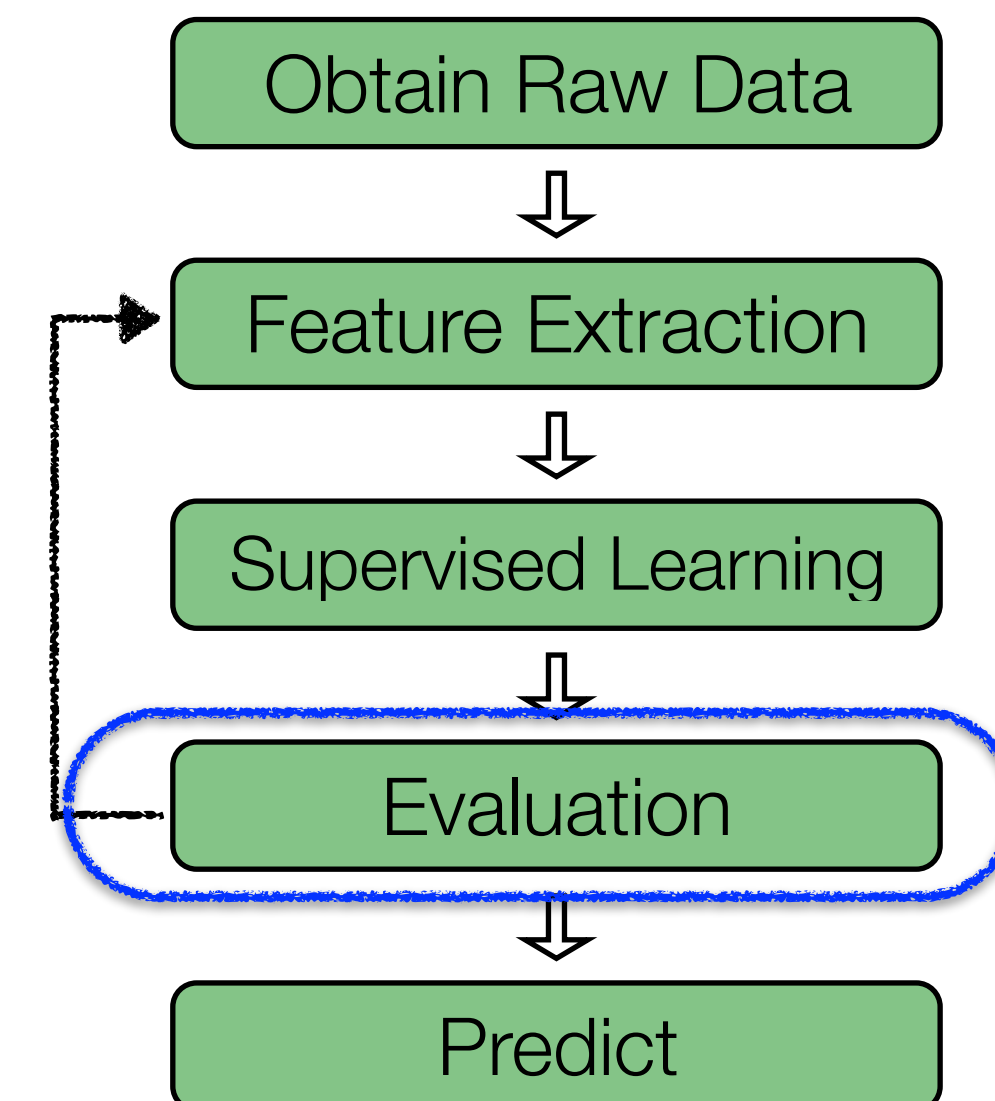 Obtain Raw Data
Feature Extraction
Supervised Learning
Evaluation
Predict